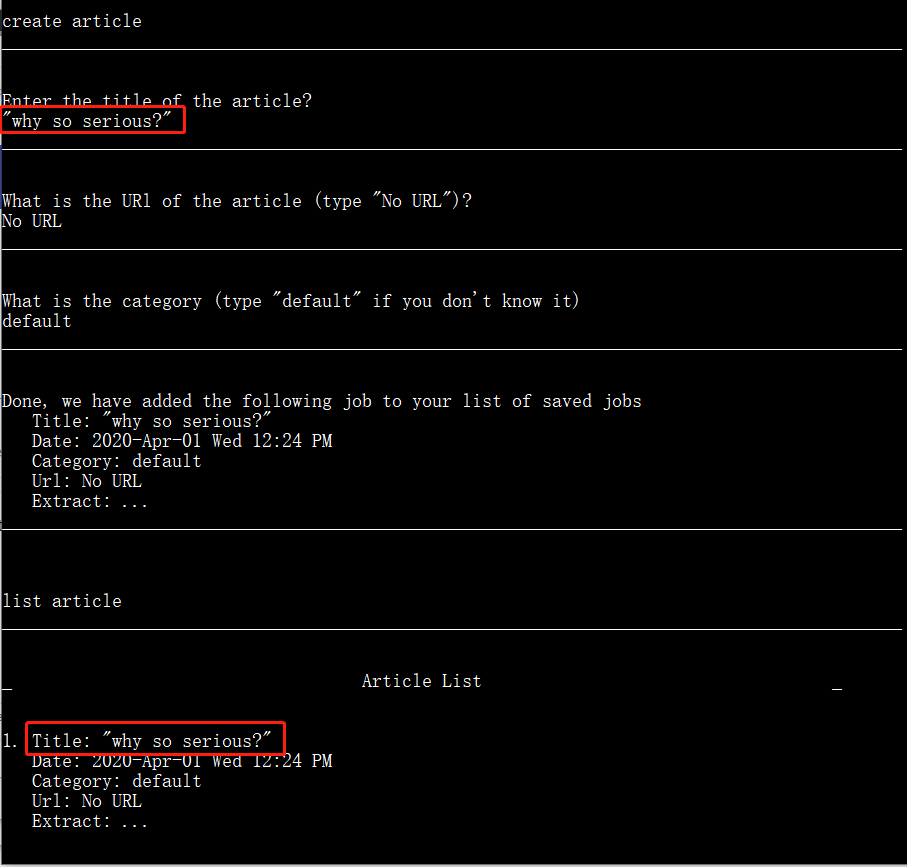 create article
Enter the title of the article?
"why so serious?"
What is the URl of the article (type "No URL")?
No URL
What is the category (type "default" if you don't know it)
default
Done, we have added the following job to your list of saved jobs
Title: "why so serious?"
Date: 2020-Apr-01 Wed 12:24 PM
Category: default
Url: No URL
Extract: ...
list article
_ Article List _
1. Title: "why so serious?"
Date: 2020-Apr-01 Wed 12:24 PM
Category: default
Url: No URL
Extract: ...